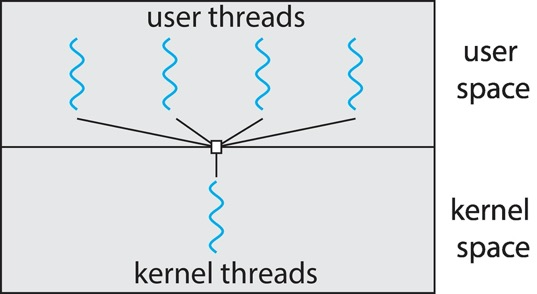 user threads
user
space
kernel
space
kernel threads